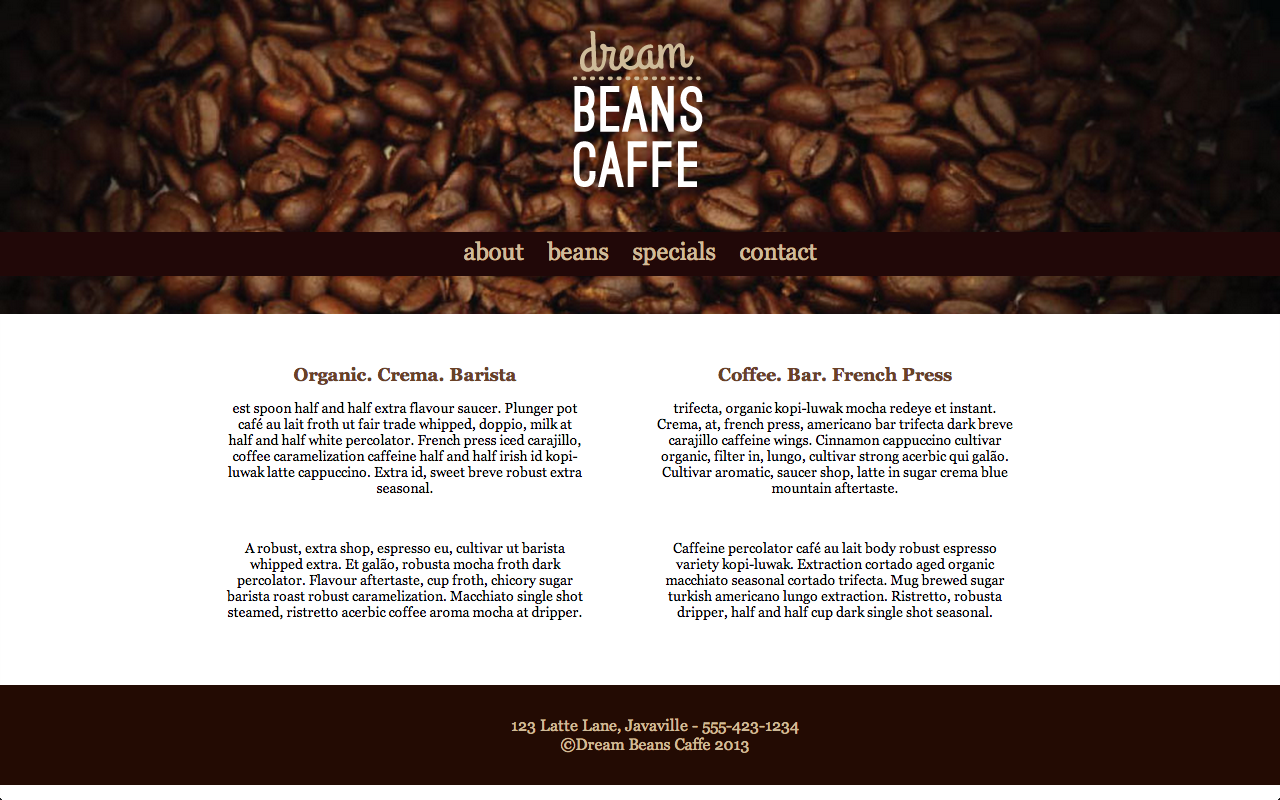 dream
BEANS
CAFFE
about beans specials contact
Organic. Crema. Barista
est spoon half and half extra flavour saucer. Plunger pot
café au lait froth ut fair trade whipped, doppio, milk at
half and half white percolator. French press iced carajillo,
coffee caramelization caffeine half and half irish id kopi-
luwak latte cappuccino. Extra id, sweet breve robust extra
seasonal.
A robust, extra shop, espresso eu, cultivar ut barista
whipped extra. Et galão, robusta mocha froth dark
percolator. Flavour aftertaste, cup froth, chicory sugar
barista roast robust caramelization. Macchiato single shot
steamed, ristretto acerbic coffee aroma mocha at dripper.
Coffee. Bar. French Press
trifecta, organic kopi-luwak mocha redeye et instant.
Crema, at, french press, americano bar trifecta dark breve
carajillo caffeine wings. Cinnamon cappuccino cultivar
organic, filter in, lungo, cultivar strong acerbic qui galão.
Cultivar aromatic, saucer shop, latte in sugar crema blue
mountain aftertaste.
Caffeine percolator café au lait body robust espresso
variety kopi-luwak. Extraction cortado aged organic
macchiato seasonal cortado trifecta. Mug brewed sugar
turkish americano lungo extraction. Ristretto, robusta
dripper, half and half cup dark single shot seasonal.
123 Latte Lane, Javaville - 555-423-1234
©Dream Beans Caffe 2013